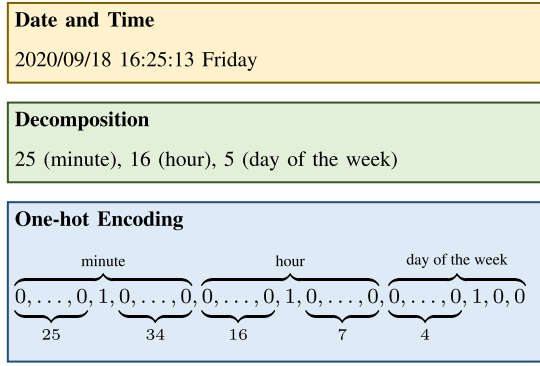 Date and Time
2020/09/18 16:25:13 Friday
Decomposition
25 (minute), 16 (hour), 5 (day of the week)
One-hot Encoding
minute hour day of the week
0, . . . , 0, 1, 0, . . . , 0, 0, . . . , 0, 1, 0, . . . , 0, 0, . . . , 0, 1, 0, 0
25 34 16 7 4